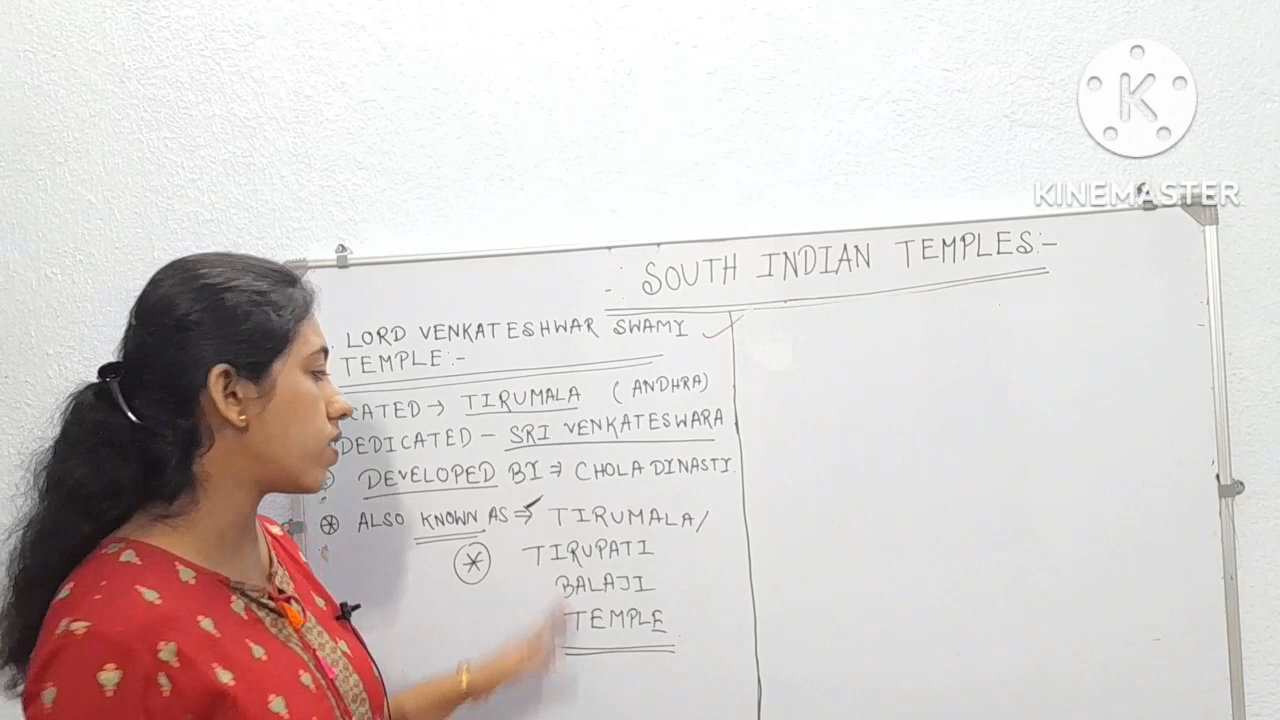 K
KINEMASTER
-: SOUTH INDIAN TEMPLES:-
. LORD VENKATESHWAR SWAMY
TEMPLE:-
CATED → TIRUMALA (ANDHRA)
DEDICATED - SRI VENKATESWARA
DEVELOPED BI ⇒ CHOLA DINASTY.
ALSO KNOWN AS ⇒ TIRUMALA/
TIRUPATI
BALAJI
TEMPLE